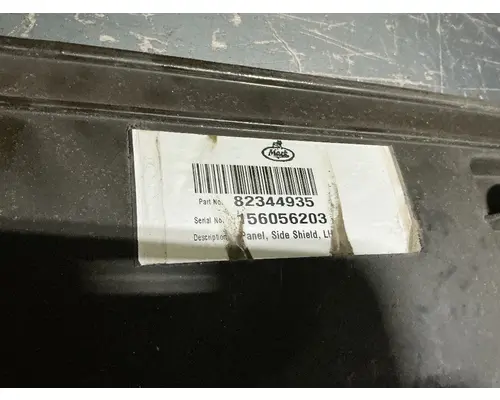 Mack
Part No. 82344935
Serial No. 156056203
Description Panel, Side Shield, LH